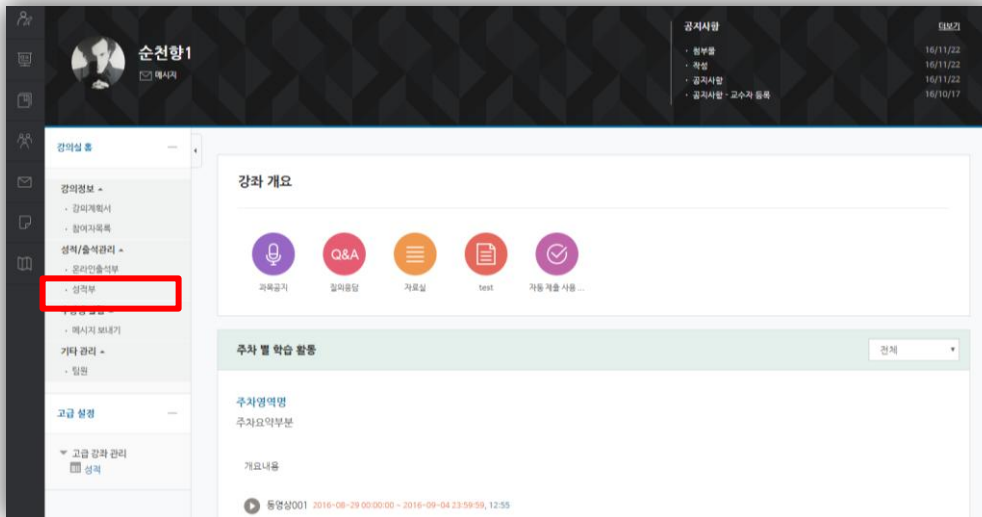 순천향1
메시지
공지사항
더보기
· 첨부물 16/11/22
· 작성 16/11/22
· 공지사항 16/11/22
· 공지사항 - 교수자 등록 16/10/17
강의실 홈
강의정보
· 강의계획서
· 참여자목록
성적/출석관리
· 온라인출석부
· 성적부
· 메시지 보내기
기타 관리
· 팀원
고급 설정
고급 강좌 관리
성적
강좌 개요
Q&A
과목공지
질의응답
자료실
test
자동 제출 사용 ...
주차 별 학습 활동
전체
주차영역명
주차요약부분
개요내용
동영상001 2016-08-29 00:00:00 ~ 2016-09-04 23:59:59, 12:55